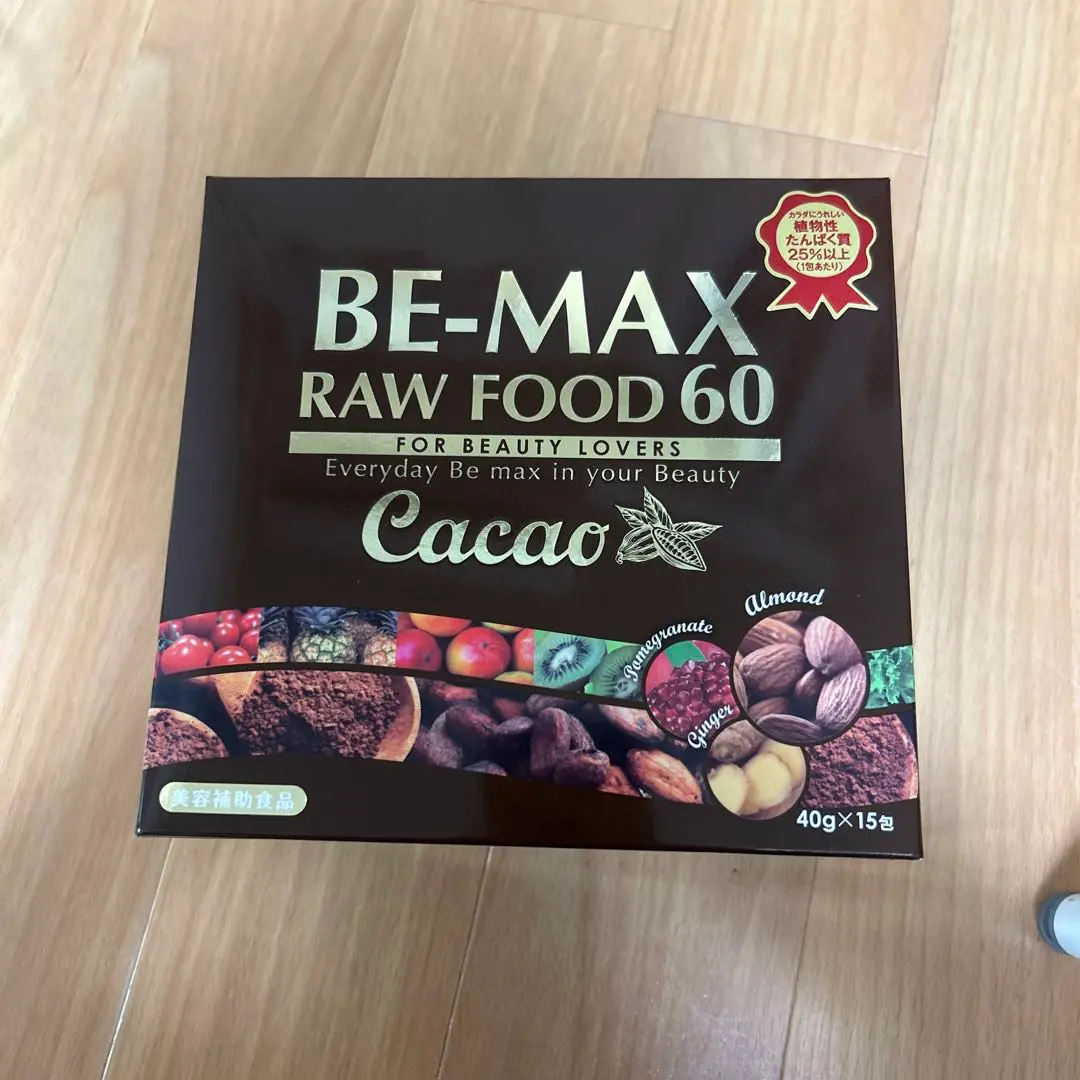 カラダにうれしい
植物性
たんぱく質
25%以上
(1包あたり)
BE-MAX
RAW FOOD 60
FOR BEAUTY LOVERS
Everyday Be max in your Beauty
Cacao
Almond
Pomegranate
Ginger
美容補助食品
40g×15包